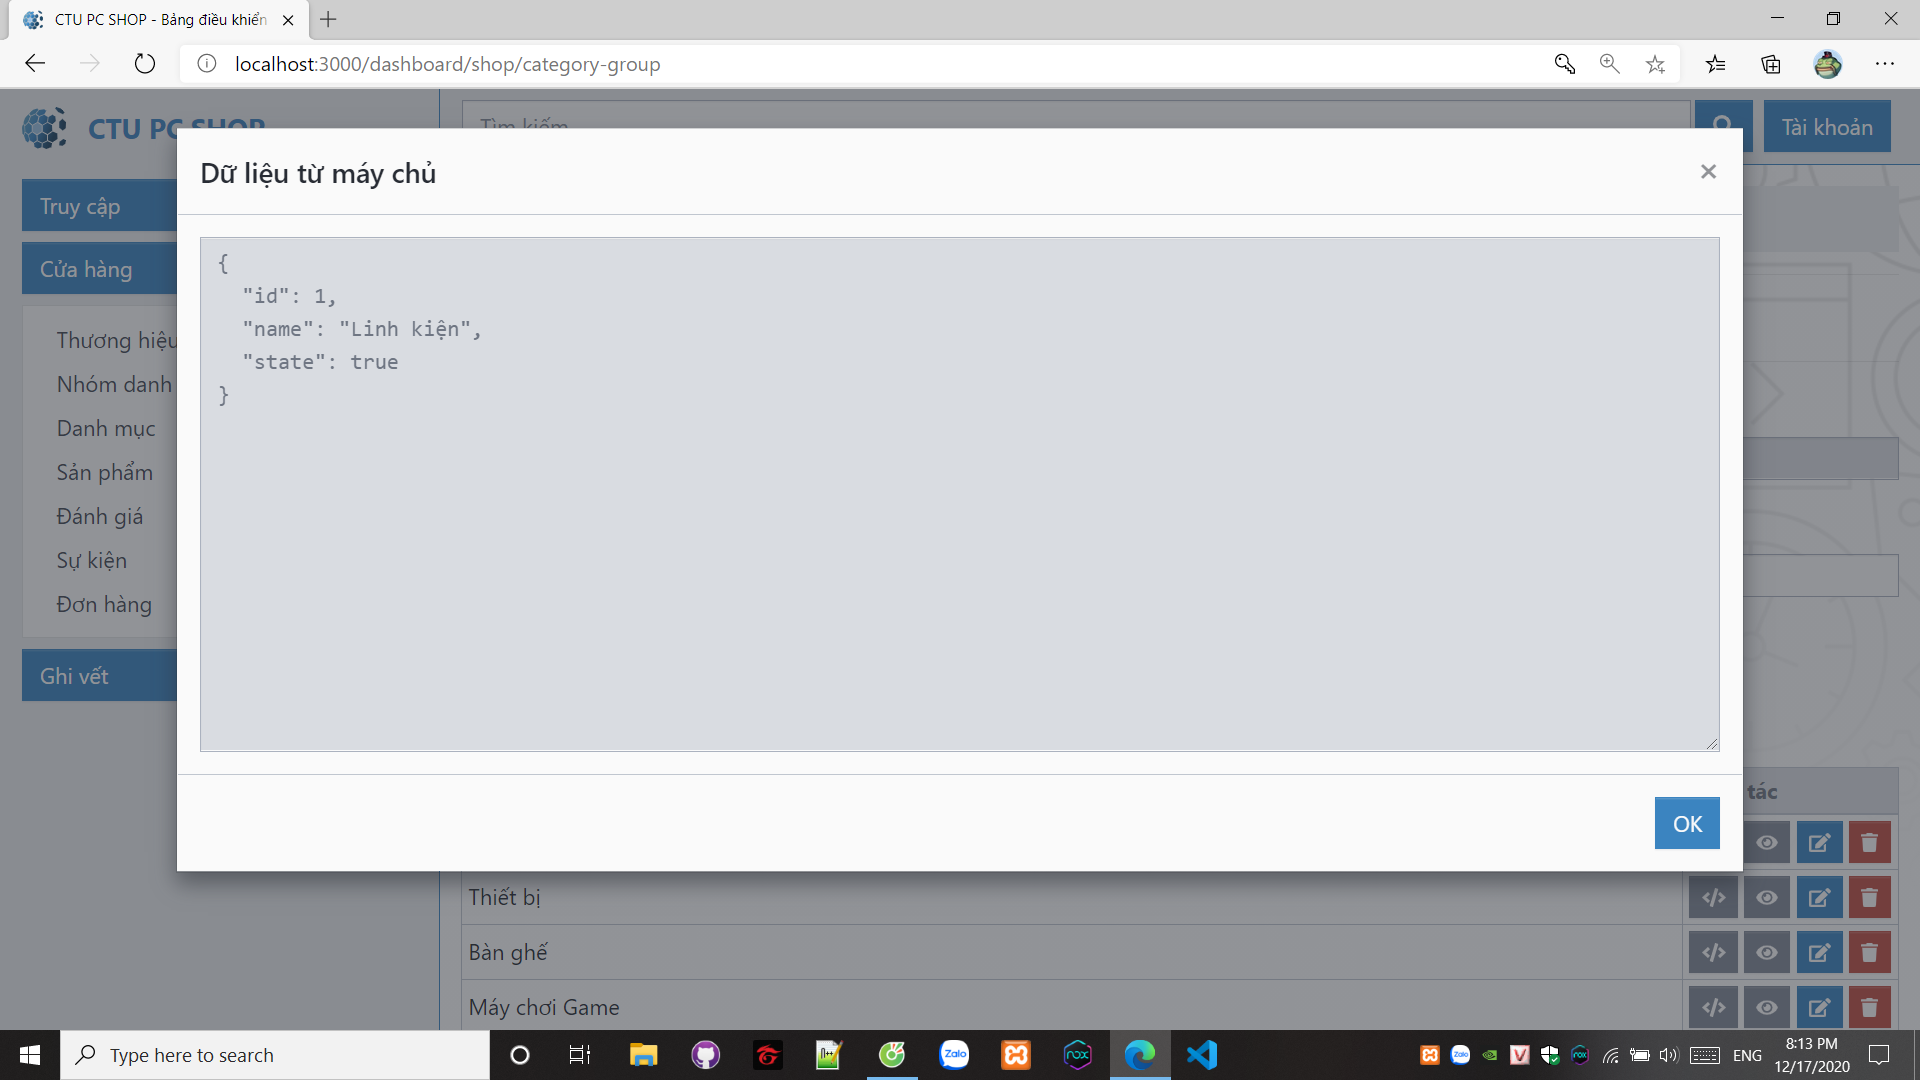 CTU PC SHOP - Bảng điều khiển
localhost:3000/dashboard/shop/category-group
CTU PC SHOP
Tìm kiếm
Tài khoản
Dữ liệu từ máy chủ
×
Truy cập
Cửa hàng
Thương hiệu
Nhóm danh
Danh mục
Sản phẩm
Đánh giá
Sự kiện
Đơn hàng
Ghi vết
{
"id": 1,
"name": "Linh kiện",
"state": true
}
OK
tác
Thiết bị
Bàn ghế
Máy chơi Game
Type here to search
Zalo
nox
ENG
8:13 PM
12/17/2020